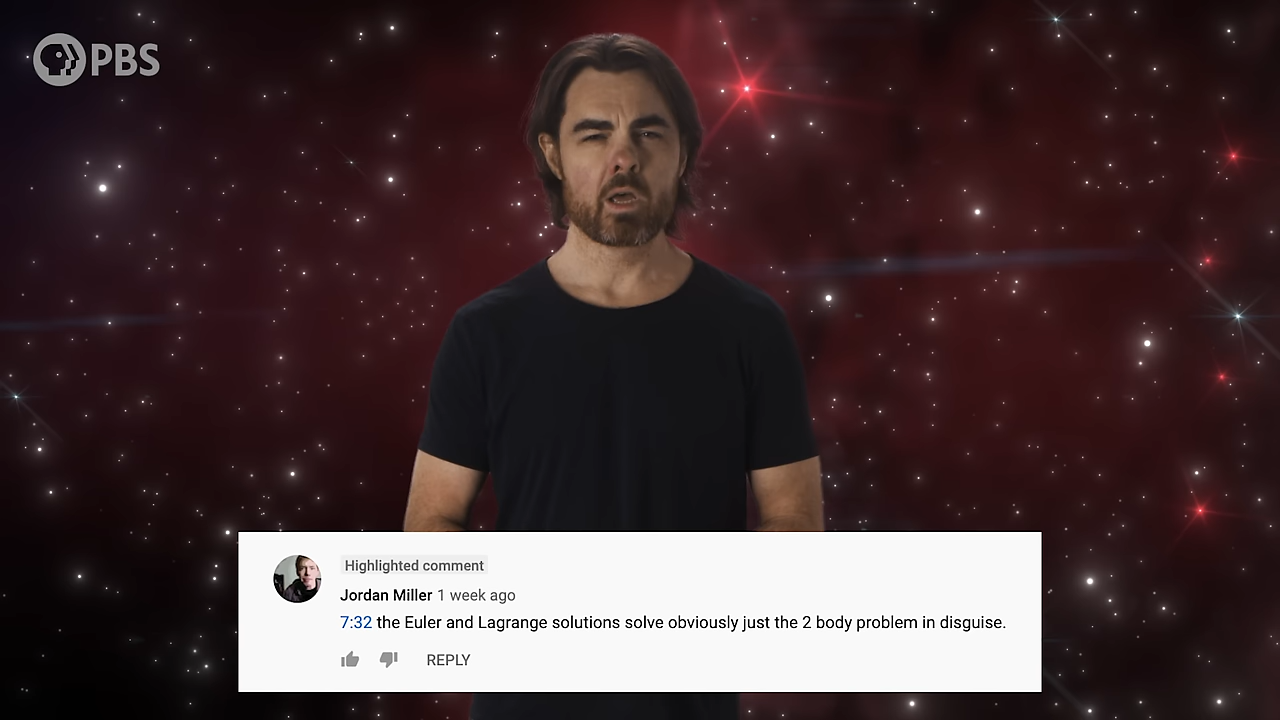 PBS
Highlighted comment
Jordan Miller 1 week ago
7:32 the Euler and Lagrange solutions solve obviously just the 2 body problem in disguise.
REPLY